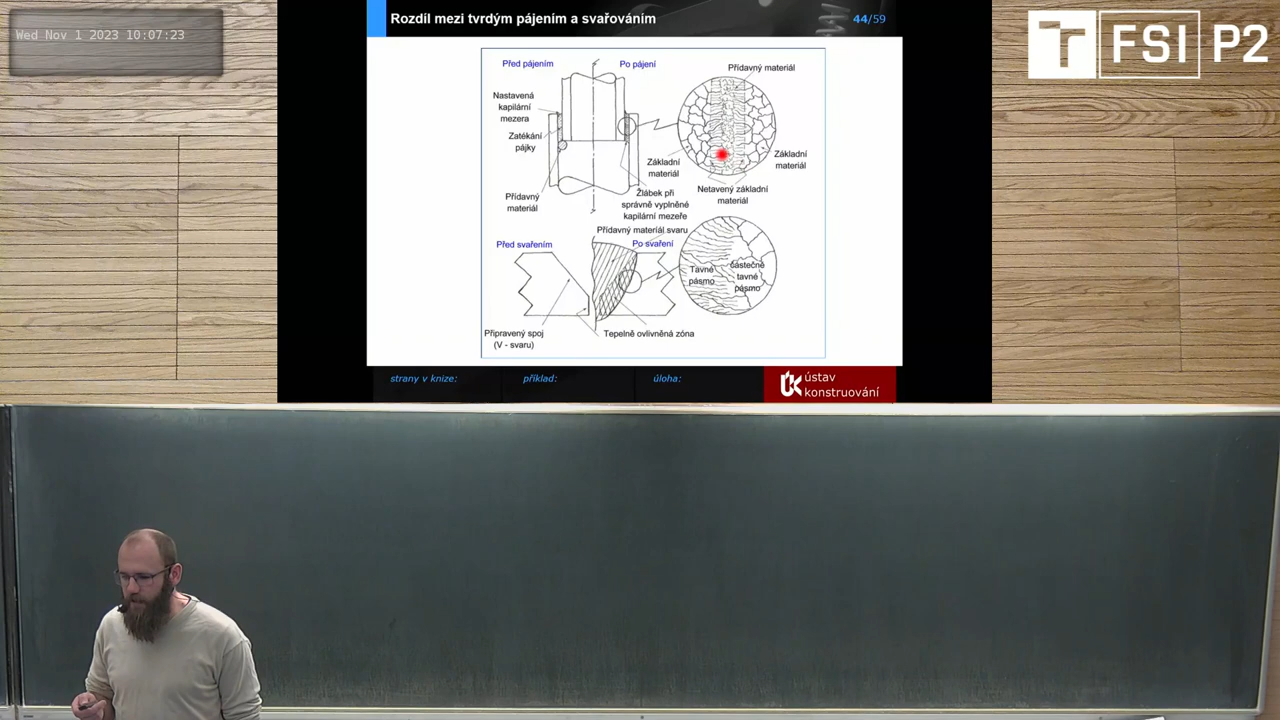 Wed Nov 1 2023 10:07:23
Rozdíl mezi tvrdým pájením a svařováním
44/59
FSI P2
Před pájením
Po pájení
Přídavný materiál
Nastavená
kapilární
mezera
Zatékání
pájky
Základní
materiál
Základní
materiál
Přídavný
materiál
Netavený základní
materiál
Žlábek při
správně vyplněné
kapilární mezeře
Přídavný materiál svaru
Před svařením
Po svaření
Tavné
pásmo
částečně
tavné
pásmo
Připravený spoj
(V - svaru)
Tepelně ovlivněná zóna
strany v knize:
příklad:
úloha:
ústav
konstruování